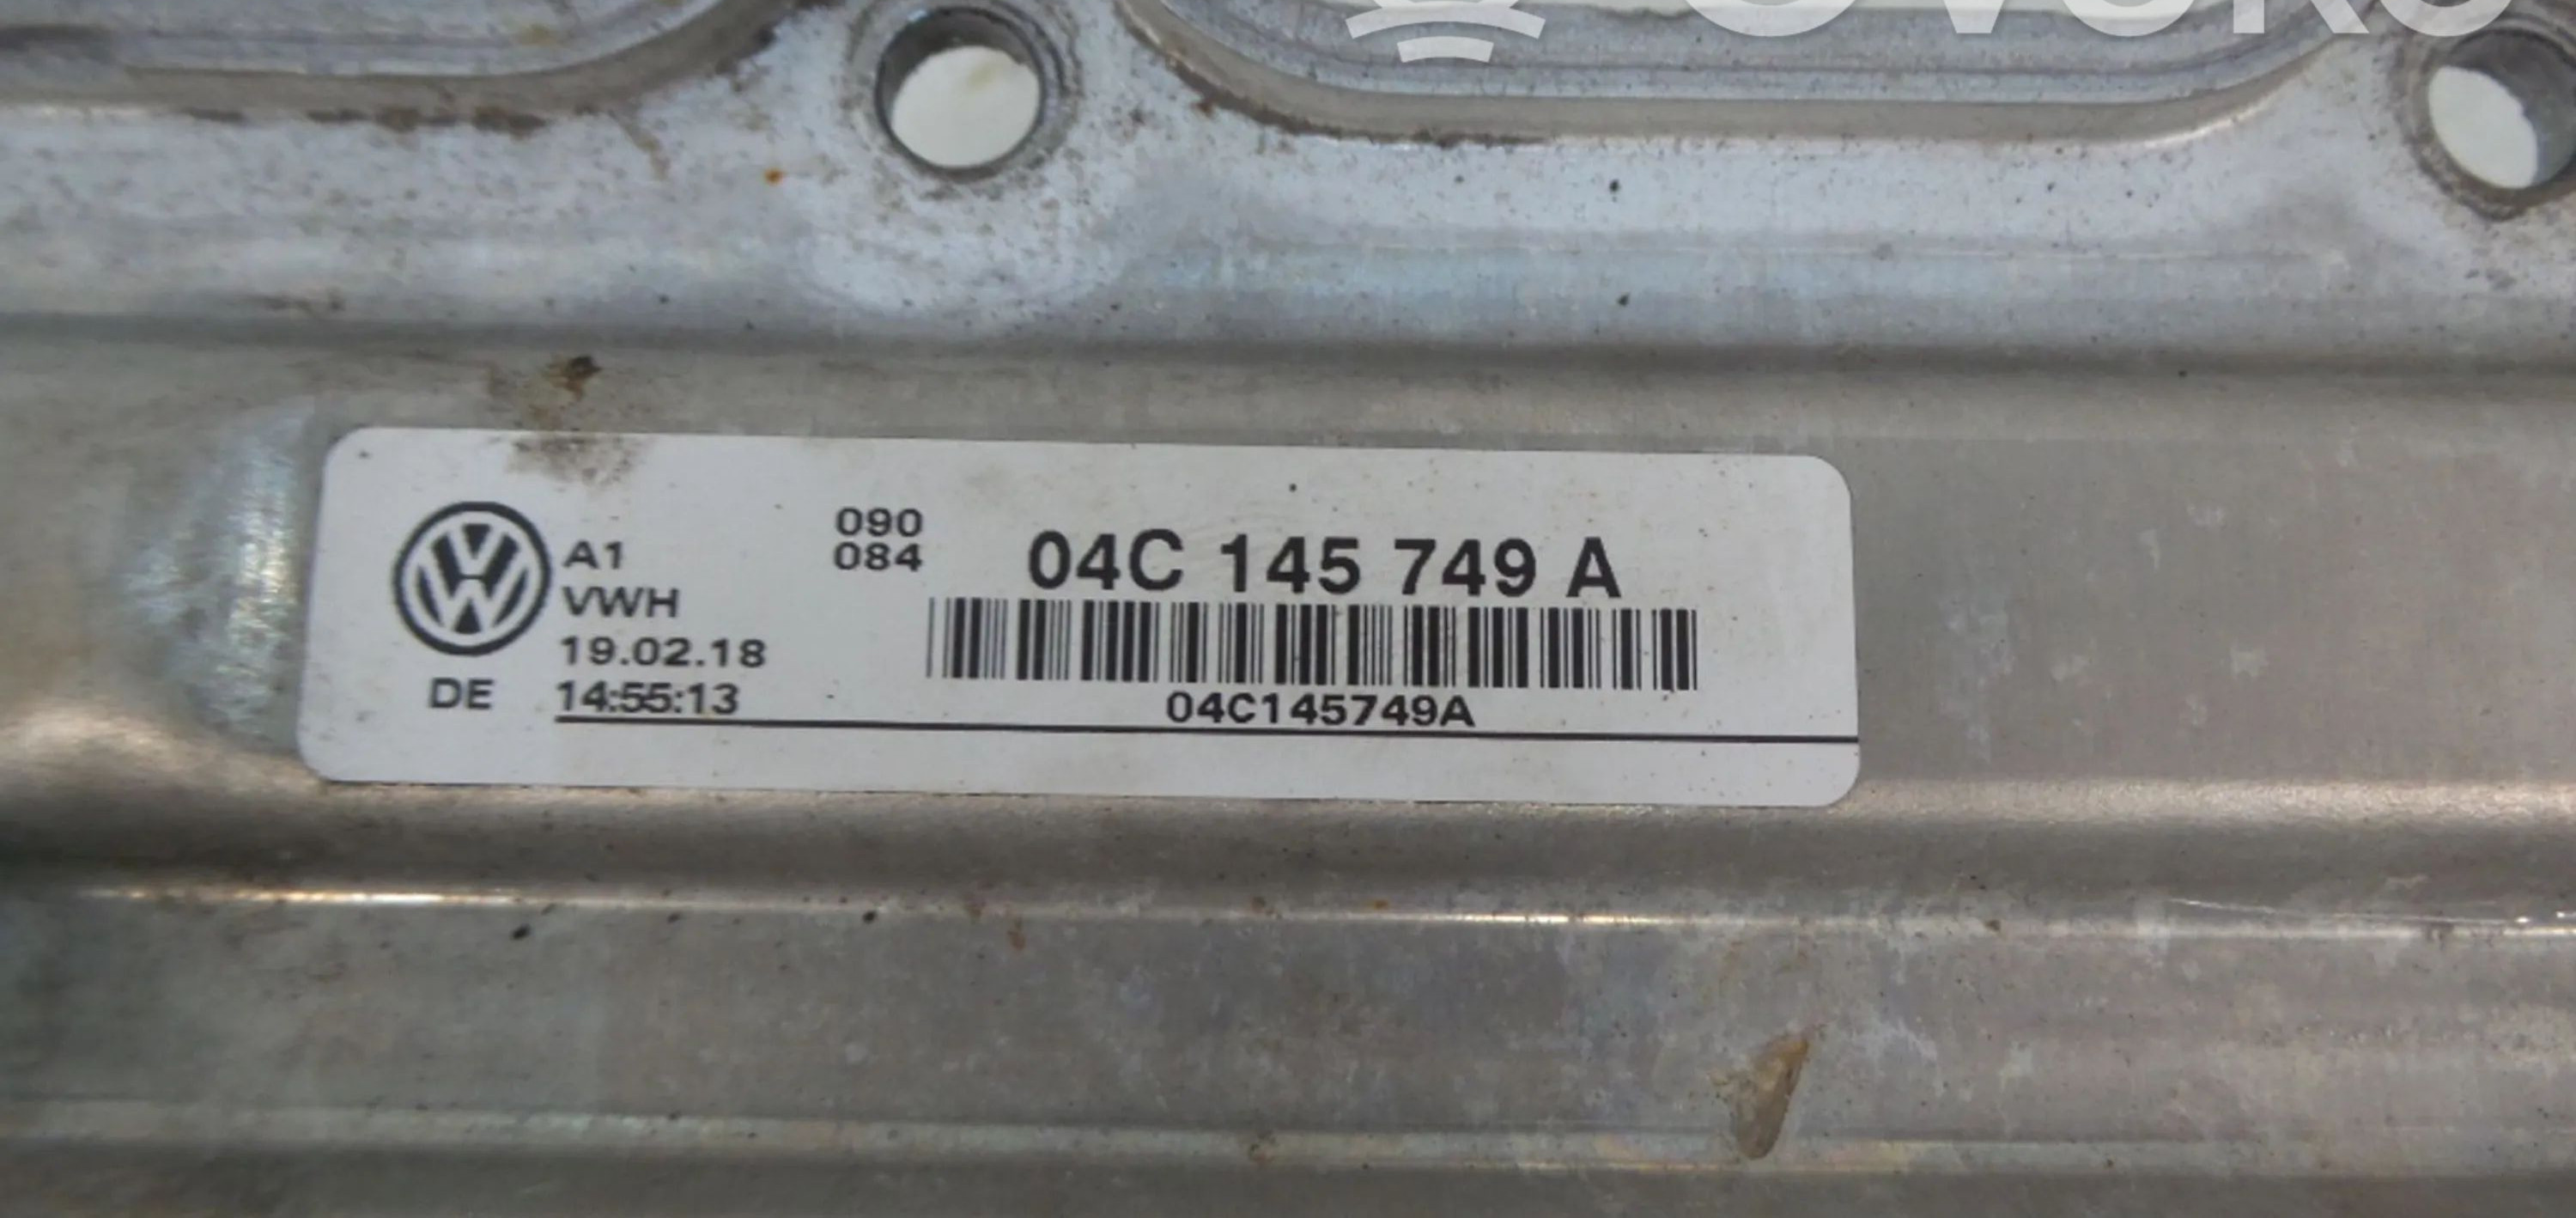 A1
VWH
19.02.18
DE 14:55:13
090
084
04C 145 749 A
04C145749A